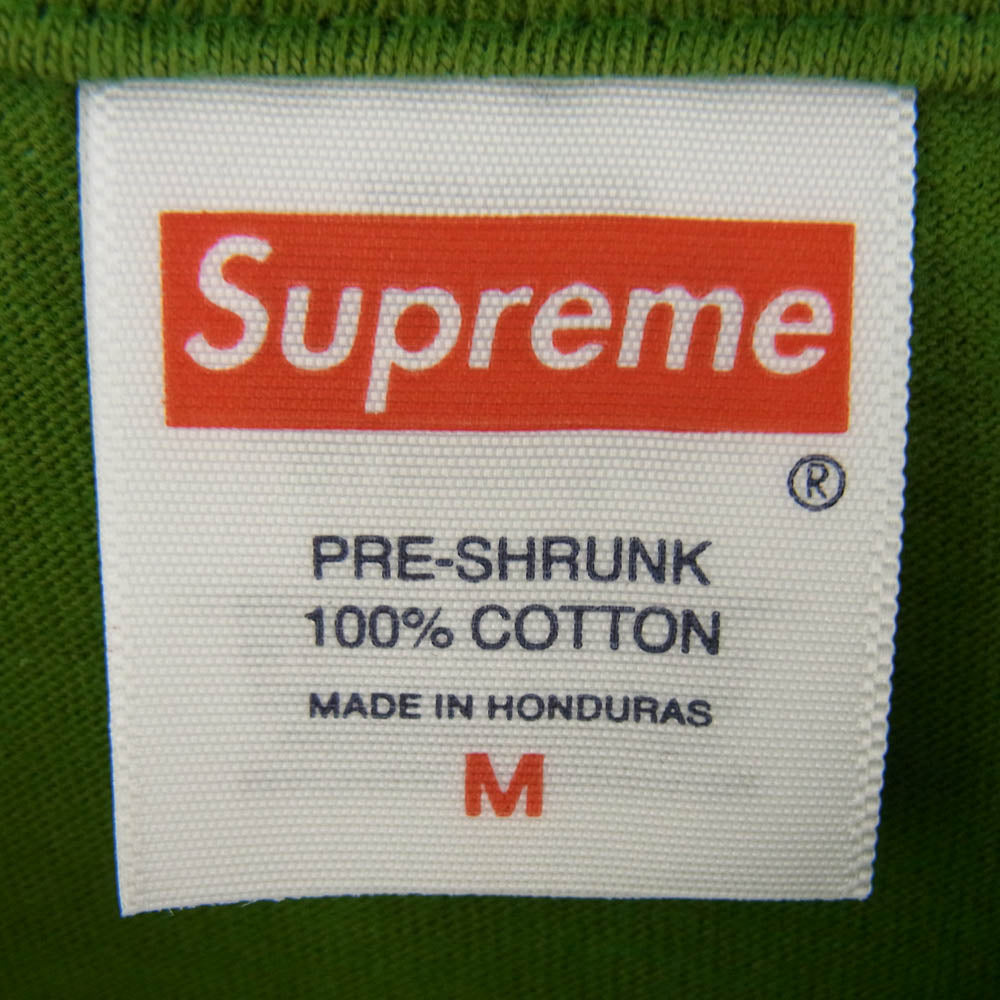 Supreme
®
PRE-SHRUNK
100% COTTON
MADE IN HONDURAS
M